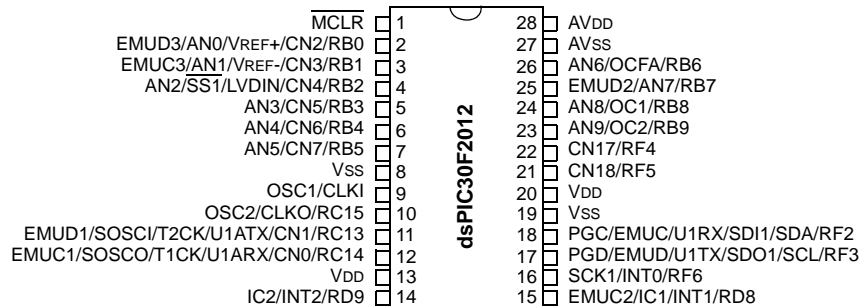 MCLR 1 28 AVDD
EMUD3/AN0/VREF+/CN2/RB0 2 27 AVSS
EMUC3/AN1/VREF-/CN3/RB1 3 26 AN6/OCFA/RB6
AN2/SS1/LVDIN/CN4/RB2 4 25 EMUD2/AN7/RB7
AN3/CN5/RB3 5 24 AN8/OC1/RB8
AN4/CN6/RB4 6 23 AN9/OC2/RB9
AN5/CN7/RB5 7 22 CN17/RF4
VSS 8 21 CN18/RF5
OSC1/CLKI 9 20 VDD
OSC2/CLKO/RC15 10 19 VSS
EMUD1/SOSCI/T2CK/U1ATX/CN1/RC13 11 18 PGC/EMUC/U1RX/SDI1/SDA/RF2
EMUC1/SOSCO/T1CK/U1ARX/CN0/RC14 12 17 PGD/EMUD/U1TX/SDO1/SCL/RF3
VDD 13 16 SCK1/INT0/RF6
IC2/INT2/RD9 14 15 EMUC2/IC1/INT1/RD8
dsPIC30F2012